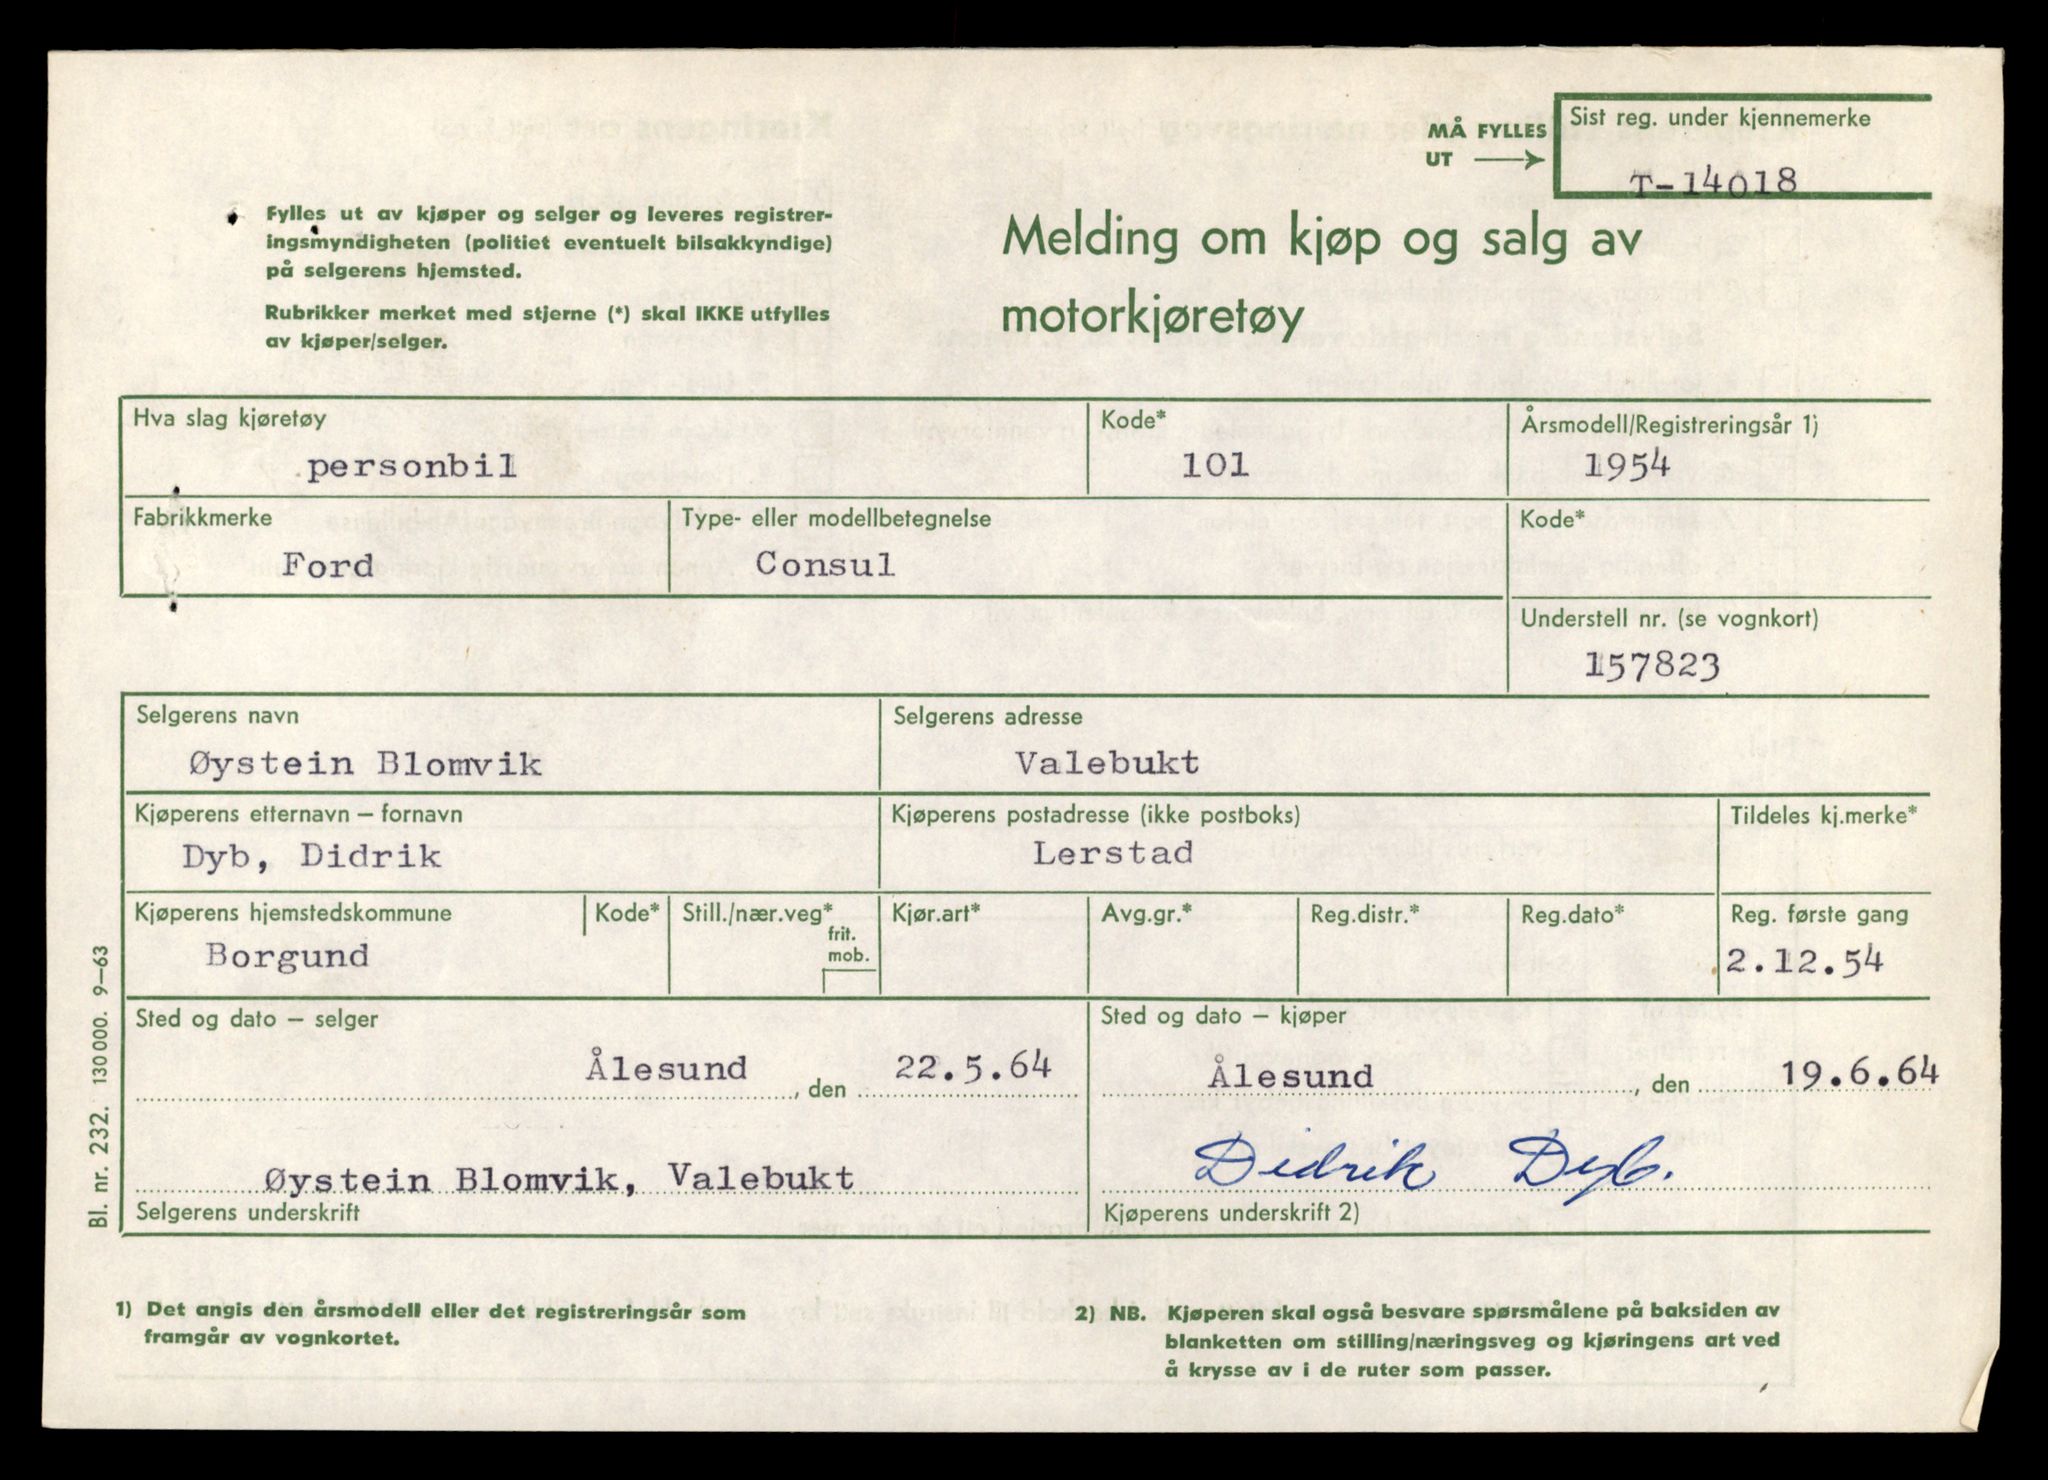 MÅ FYLLES
UT
Sist reg. under kjennemerke
T-14018
Fylles ut av kjøper og selger og leveres registrer-
ingsmyndigheten (politiet eventuelt bilsakkyndige)
på selgerens hjemsted.
Rubrikker merket med stjerne (*) skal IKKE utfylles
av kjøper/selger.
Melding om kjøp og salg av
motorkjøretøy
Hva slag kjøretøy
personbil
Kode*
101
Årsmodell/Registreringsår 1)
1954
Fabrikkmerke
Ford
Type- eller modellbetegnelse
Consul
Kode*
Understell nr. (se vognkort)
157823
Selgerens navn
Øystein Blomvik
Selgerens adresse
Valebukt
Kjøperens etternavn – fornavn
Dyb, Didrik
Kjøperens postadresse (ikke postboks)
Lerstad
Tildeles kj.merke*
Kjøperens hjemstedskommune
Borgund
Kode*
Still./nær.veg*
frit.
mob.
Kjør.art*
Avg.gr.*
Reg.distr.*
Reg.dato*
Reg. første gang
2.12.54
Sted og dato – selger
Ålesund, den 22.5.64
Sted og dato – kjøper
Ålesund, den 19.6.64
Øystein Blomvik, Valebukt
Selgerens underskrift
Didrik Dyb.
Kjøperens underskrift 2)
Bl. nr. 232. 130 000. 9–63
1) Det angis den årsmodell eller det registreringsår som
framgår av vognkortet.
2) NB. Kjøperen skal også besvare spørsmålene på baksiden av
blanketten om stilling/næringsveg og kjøringens art ved
å krysse av i de ruter som passer.